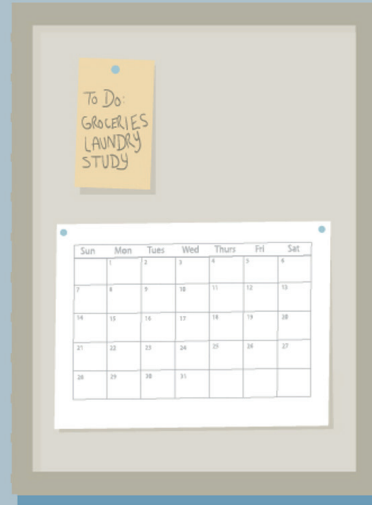 To Do:
GROCERIES
LAUNDRY
STUDY
Sun Mon Tues Wed Thurs Fri Sat
1 2 3 4 5 6
7 8 9 10 11 12 13
14 15 16 17 18 19 20
21 22 23 24 25 26 27
28 29 30 31